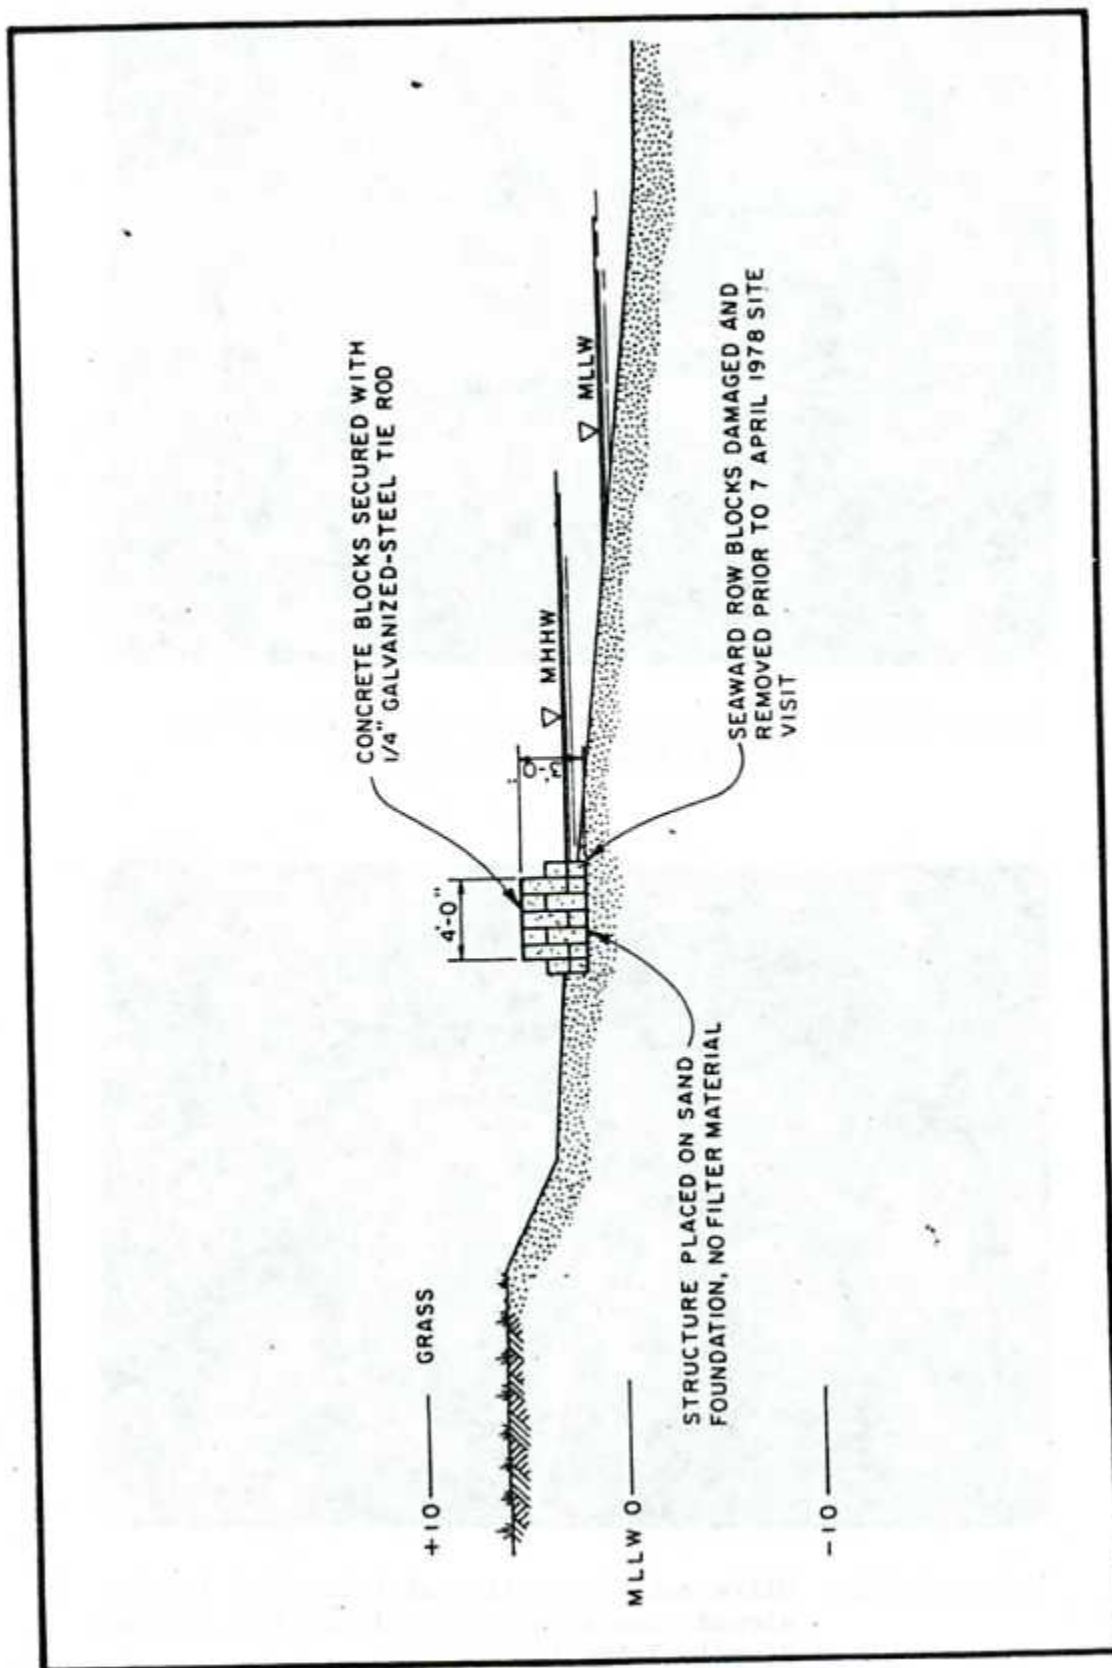 CONCRETE BLOCKS SECURED WITH
1/4" GALVANIZED-STEEL TIE ROD
4'-0"
3'-0"
MHHW
MLLW
+10
GRASS
MLLW 0
-10
STRUCTURE PLACED ON SAND
FOUNDATION, NO FILTER MATERIAL
SEAWARD ROW BLOCKS DAMAGED AND
REMOVED PRIOR TO 7 APRIL 1978 SITE
VISIT